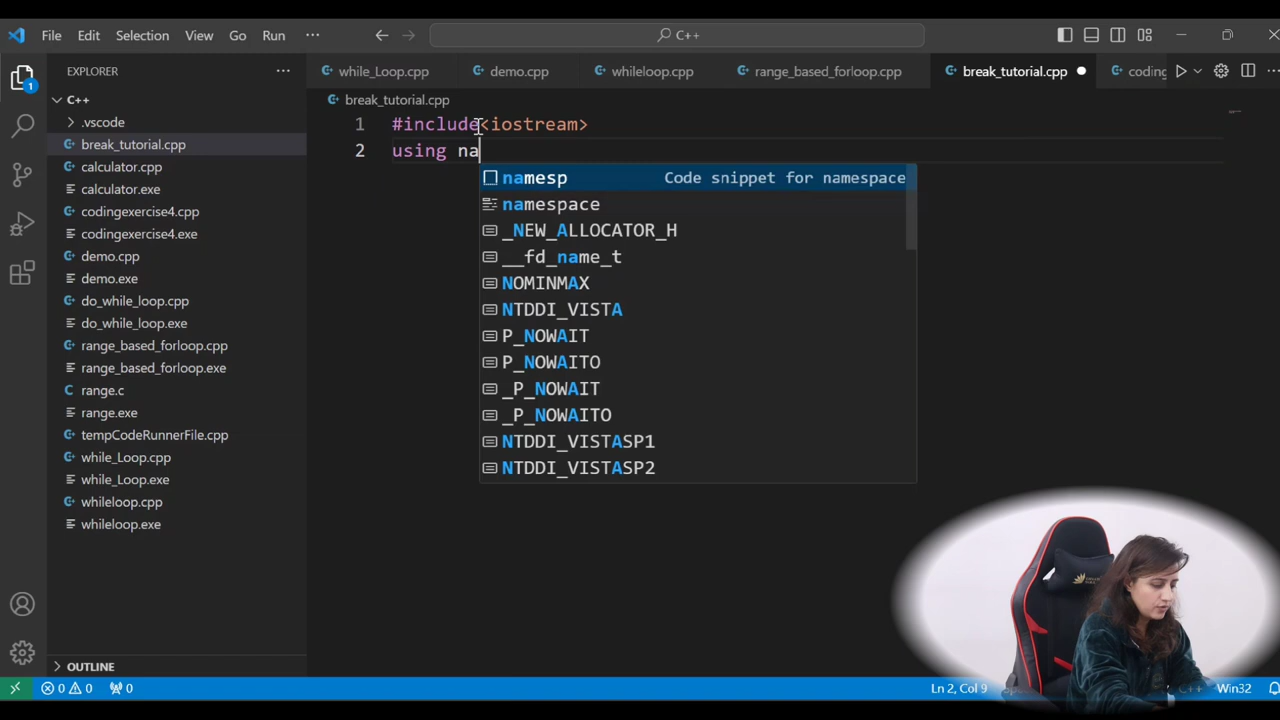 File Edit Selection View Go Run ··· C++
EXPLORER ···
C++
.vscode
break_tutorial.cpp
calculator.cpp
calculator.exe
codingexercise4.cpp
codingexercise4.exe
demo.cpp
demo.exe
do_while_loop.cpp
do_while_loop.exe
range_based_forloop.cpp
range_based_forloop.exe
range.c
range.exe
tempCodeRunnerFile.cpp
while_Loop.cpp
while_Loop.exe
whileloop.cpp
whileloop.exe
OUTLINE
1
while_Loop.cpp demo.cpp whileloop.cpp range_based_forloop.cpp break_tutorial.cpp coding
break_tutorial.cpp
1 #include<iostream>
2 using na
namesp Code snippet for namespace
namespace
_NEW_ALLOCATOR_H
__fd_name_t
NOMINMAX
NTDDI_VISTA
P_NOWAIT
P_NOWAITO
_P_NOWAIT
_P_NOWAITO
NTDDI_VISTASP1
NTDDI_VISTASP2
0 0 0 Ln 2, Col 9 C++ Win32